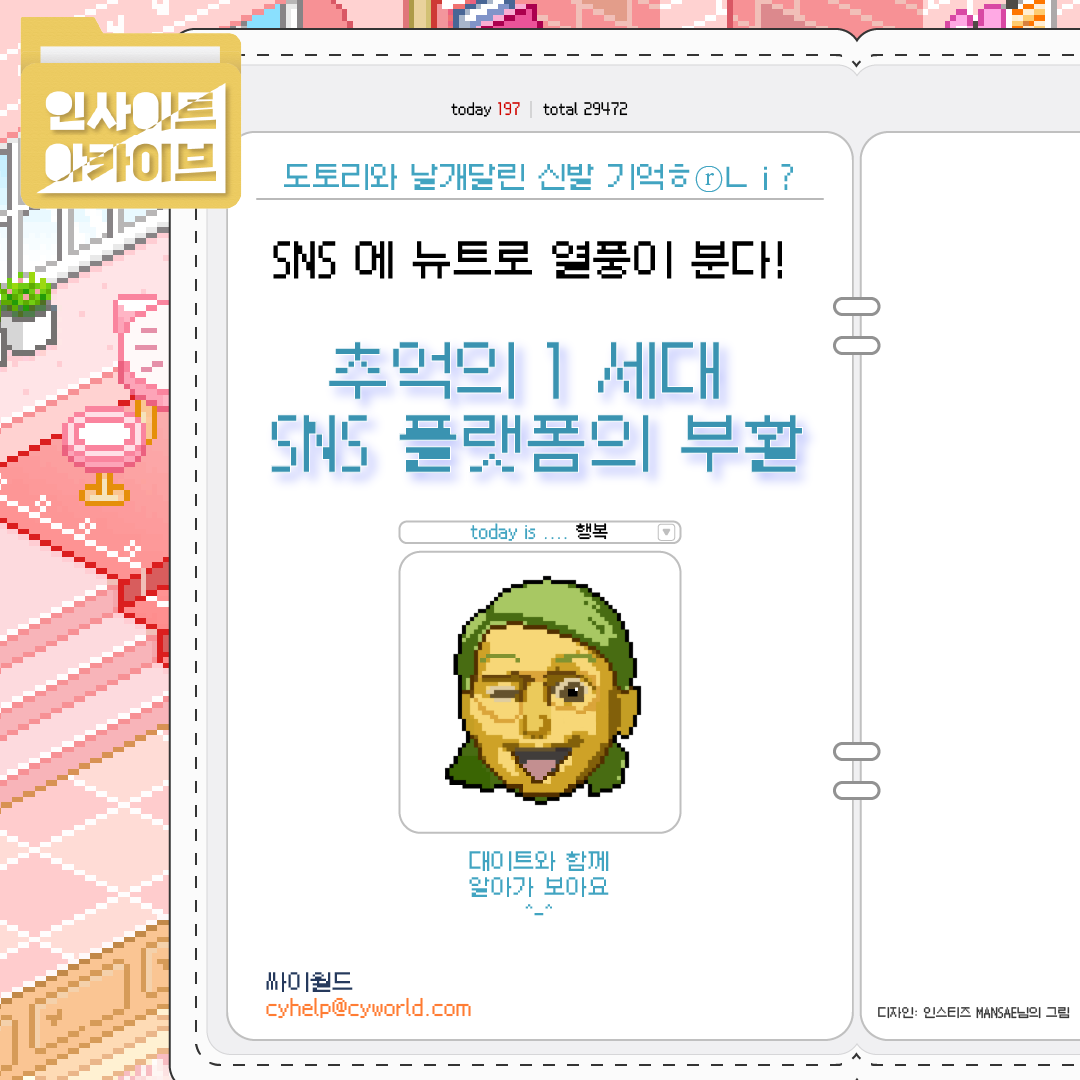 인사이트
아카이브
today 197 | total 29472
도토리와 날개달린 신발 기억ㅎⓡㄴㅣ?
SNS 에 뉴트로 열풍이 분다!
추억의 1 세대
SNS 플랫폼의 부활
today is .... 행복
대이트와 함께
알아가 보아요
^_^
싸이월드
cyhelp@cyworld.com
디자인: 인스티즈 MANSAE님의 그림